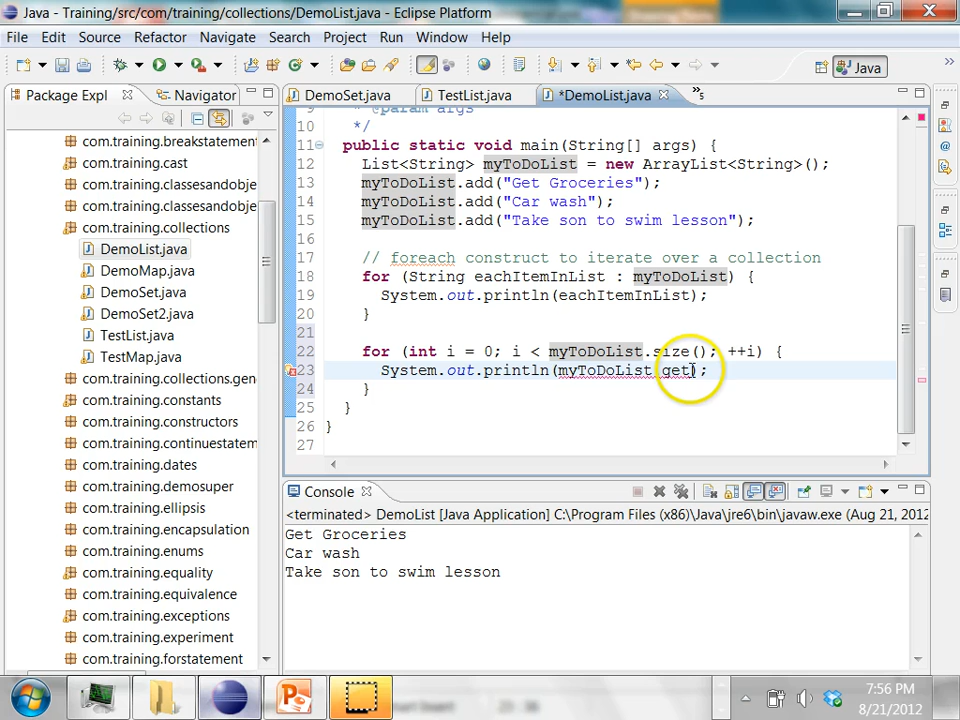 Java - Training/src/com/training/collections/DemoList.java - Eclipse Platform
File Edit Source Refactor Navigate Search Project Run Window Help
Java
Package Expl Navigator
DemoSet.java TestList.java *DemoList.java »5
com.training.breakstatement
com.training.cast
com.training.classesandobje
com.training.classesandobje
com.training.collections
DemoList.java
DemoMap.java
DemoSet.java
DemoSet2.java
TestList.java
TestMap.java
com.training.collections.gen
com.training.constants
com.training.constructors
com.training.continuestatem
com.training.dates
com.training.demosuper
com.training.ellipsis
com.training.encapsulation
com.training.enums
com.training.equality
com.training.equivalence
com.training.exceptions
com.training.experiment
com.training.forstatement
9 * @param args
10 */
11 public static void main(String[] args) {
12 List<String> myToDoList = new ArrayList<String>();
13 myToDoList.add("Get Groceries");
14 myToDoList.add("Car wash");
15 myToDoList.add("Take son to swim lesson");
16
17 // foreach construct to iterate over a collection
18 for (String eachItemInList : myToDoList) {
19 System.out.println(eachItemInList);
20 }
21
22 for (int i = 0; i < myToDoList.size(); ++i) {
23 System.out.println(myToDoList.get);
24 }
25 }
26 }
27
Console
<terminated> DemoList [Java Application] C:\Program Files (x86)\Java\jre6\bin\javaw.exe (Aug 21, 2012
Get Groceries
Car wash
Take son to swim lesson
7:56 PM
8/21/2012